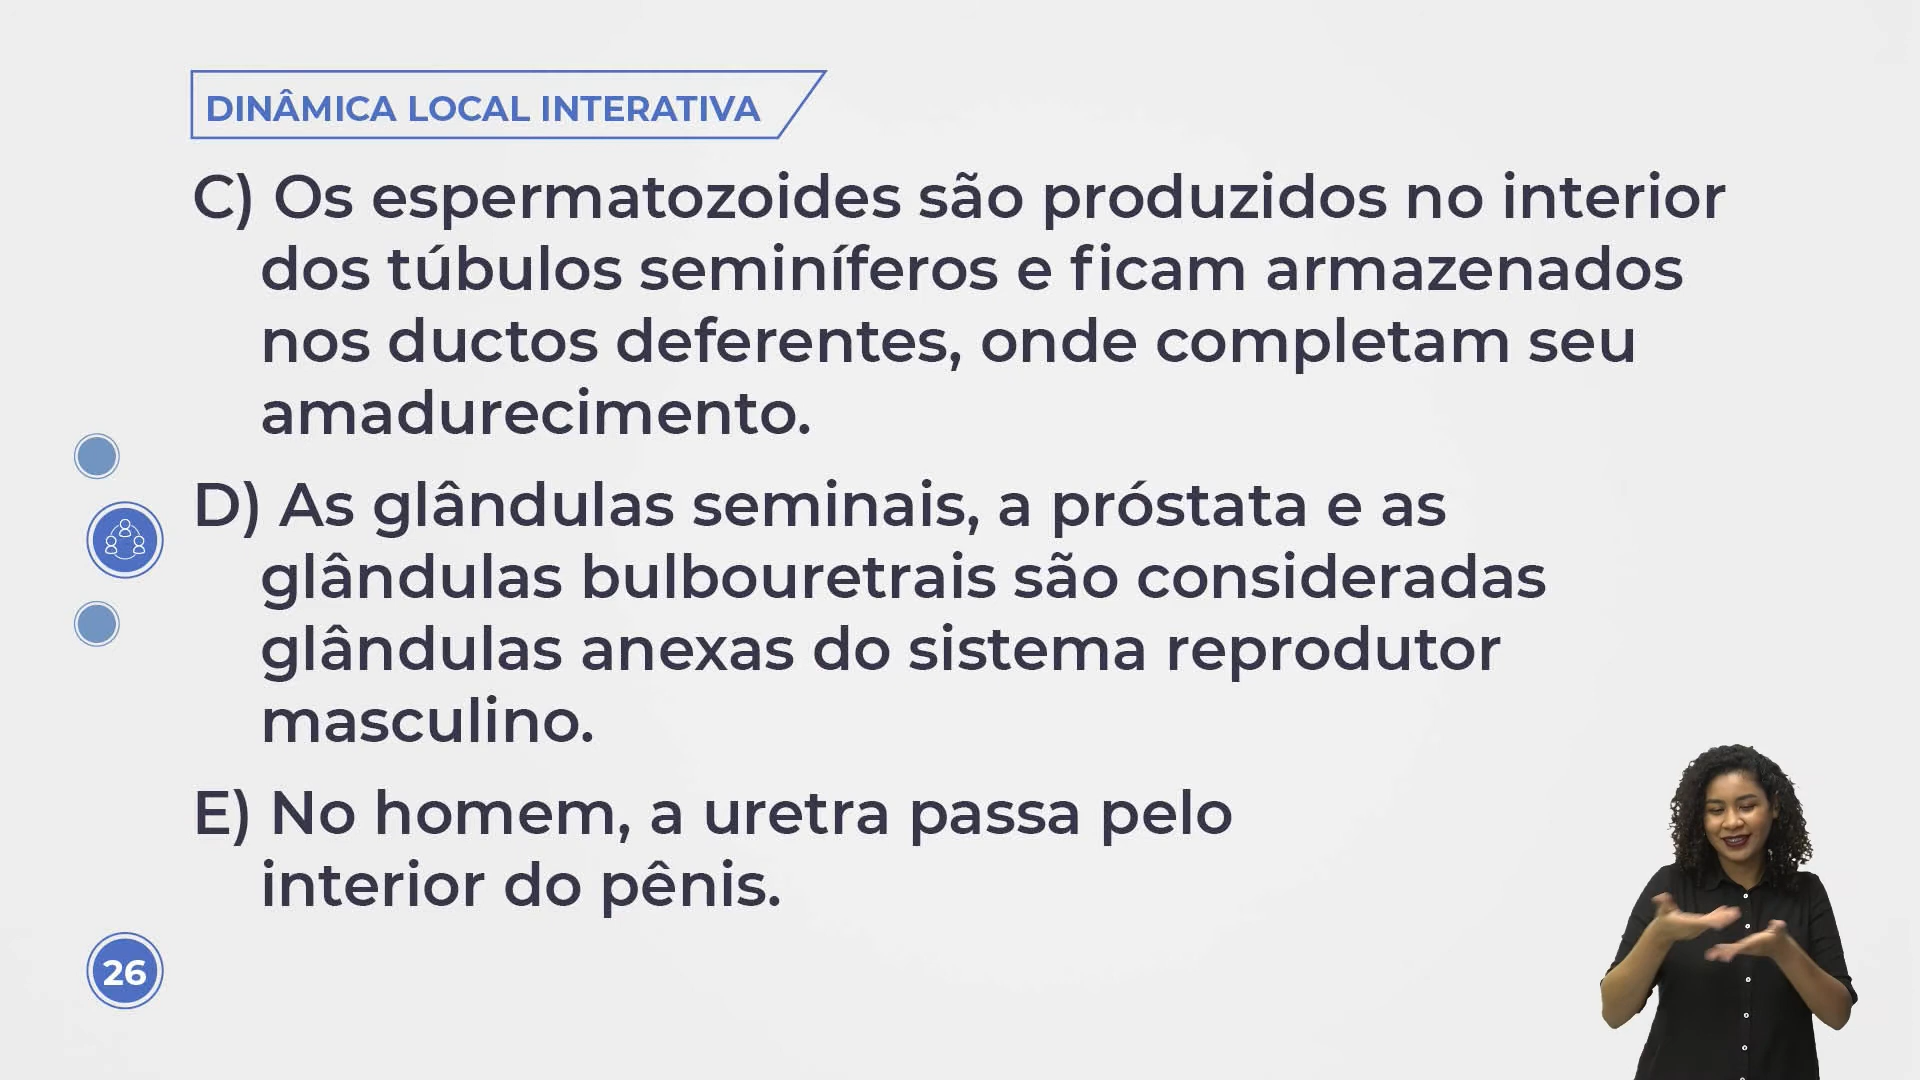 DINÂMICA LOCAL INTERATIVA
C) Os espermatozoides são produzidos no interior
dos túbulos seminíferos e ficam armazenados
nos ductos deferentes, onde completam seu
amadurecimento.
D) As glândulas seminais, a próstata e as
glândulas bulbouretrais são consideradas
glândulas anexas do sistema reprodutor
masculino.
E) No homem, a uretra passa pelo
interior do pênis.
26